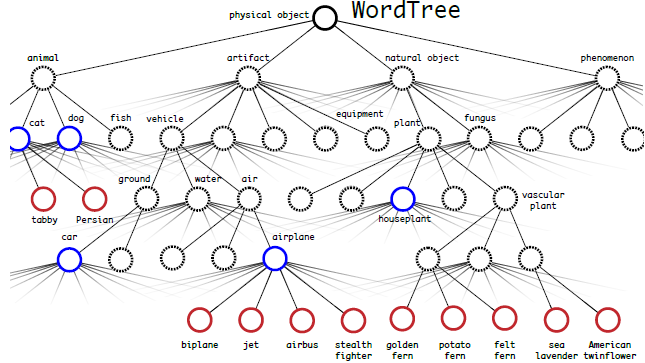 WordTree
physical object
animal
artifact
natural object
phenomenon
cat
dog
fish
vehicle
equipment
plant
fungus
ground
water
air
houseplant
vascular
plant
tabby
Persian
car
airplane
biplane
jet
airbus
stealth
fighter
golden
fern
potato
fern
felt
fern
sea
lavender
American
twinflower